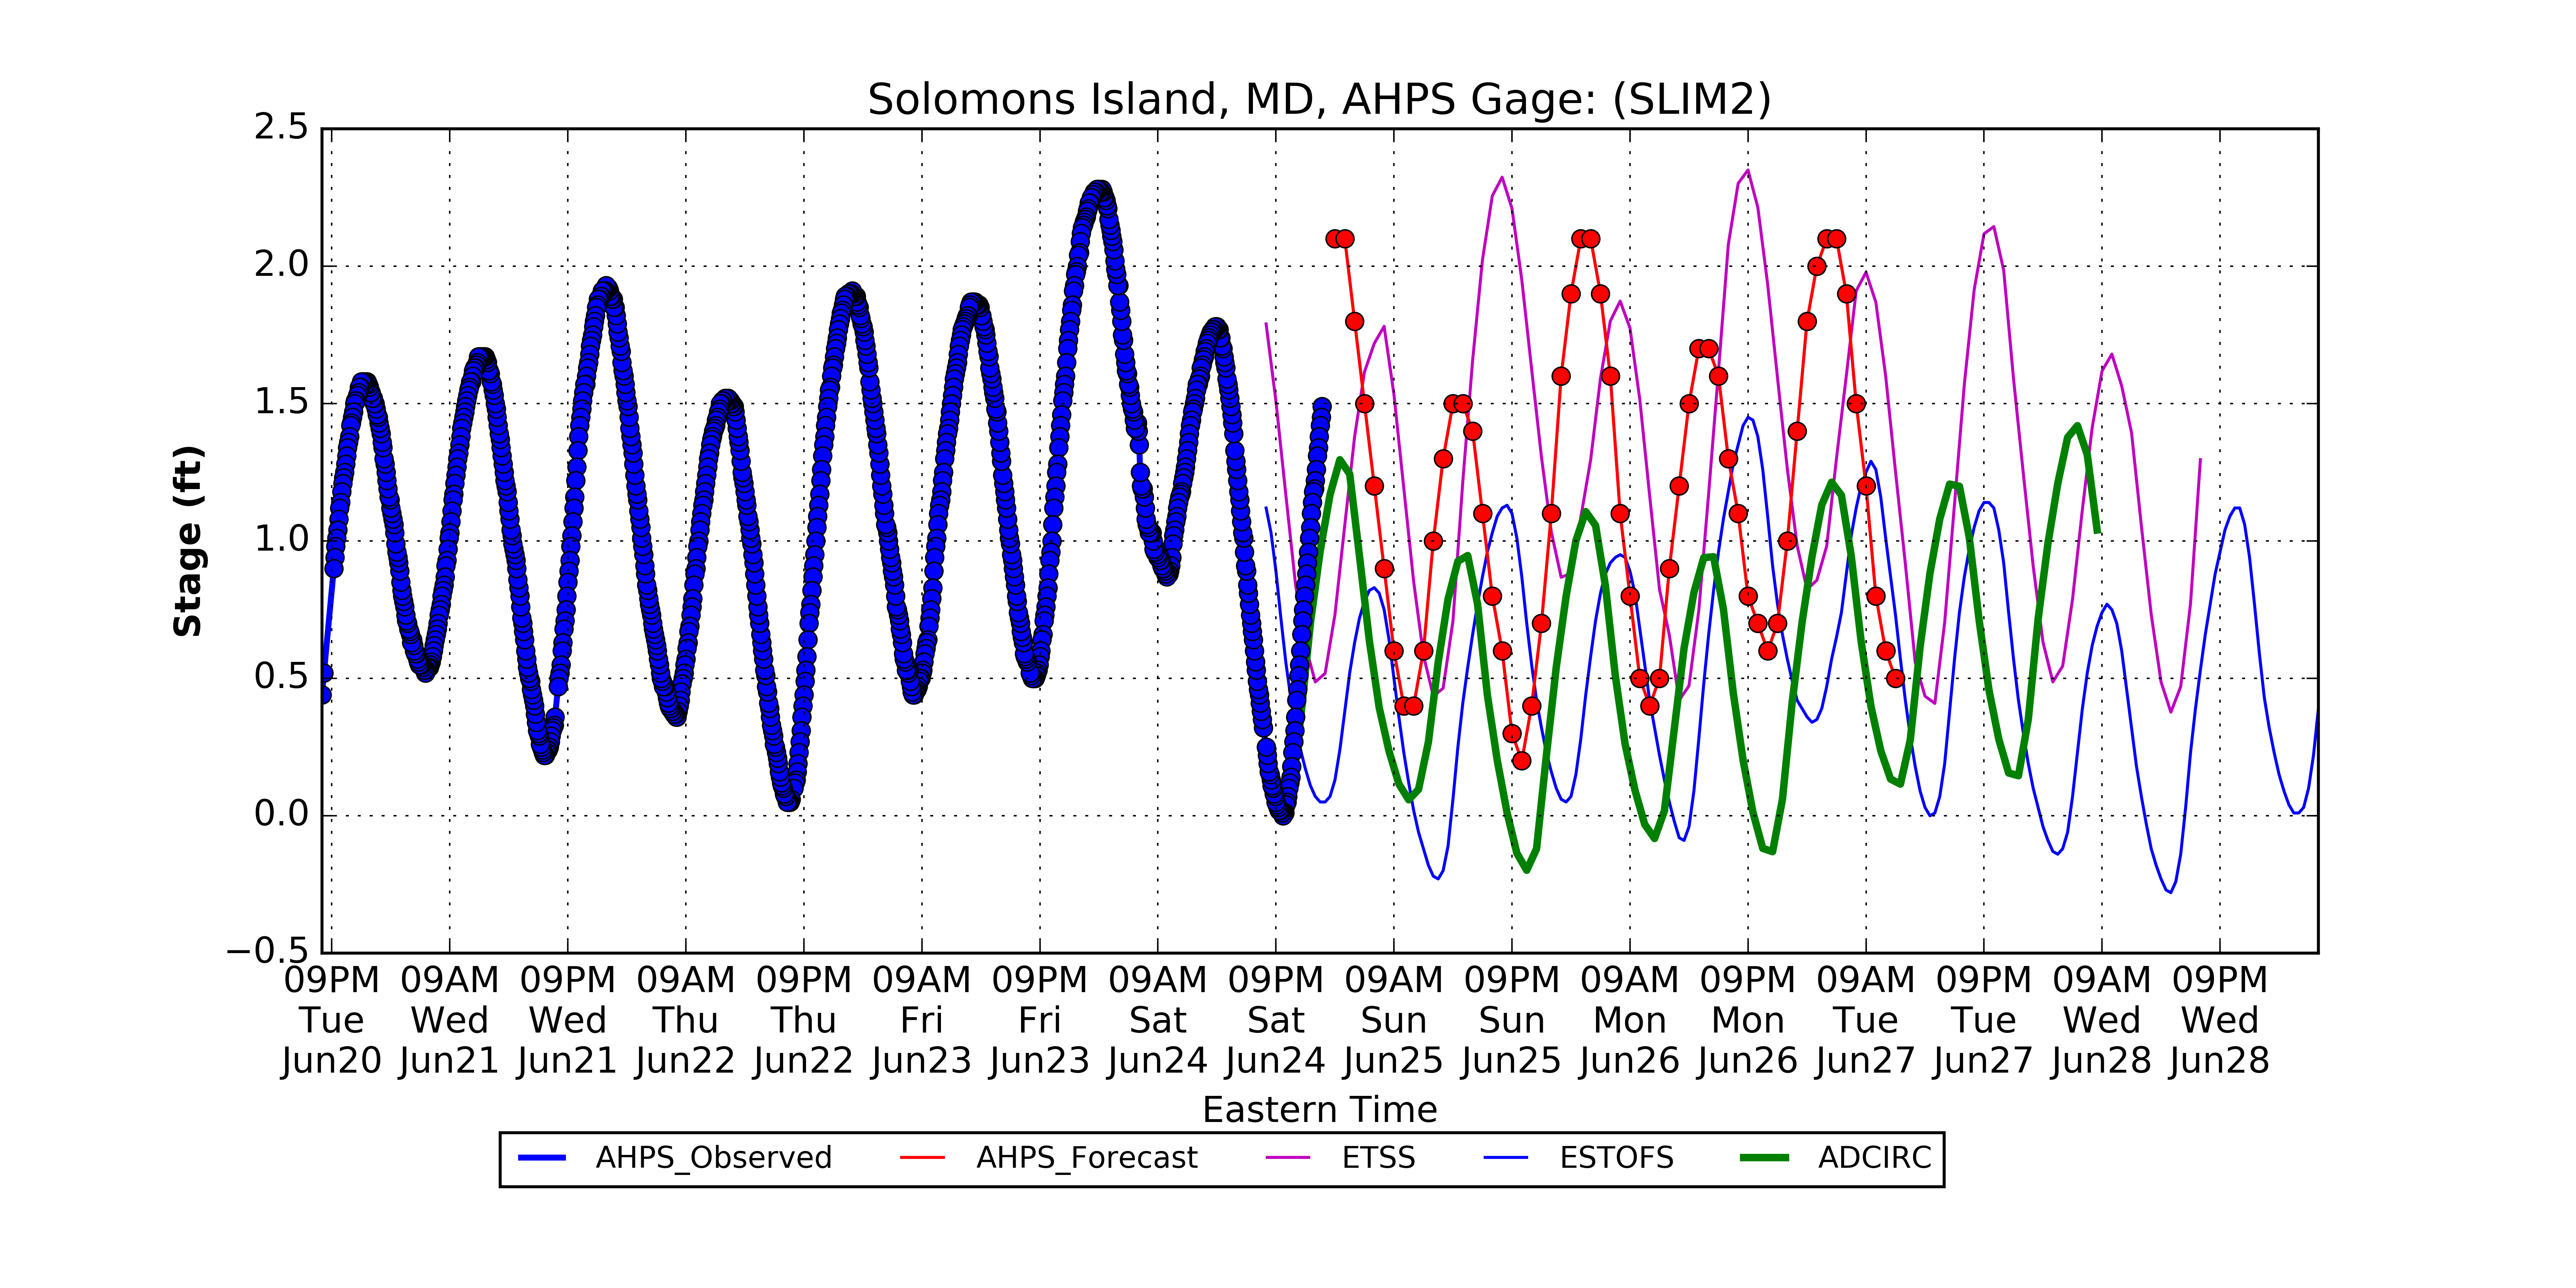 Solomons Island, MD, AHPS Gage: (SLIM2)
Stage (ft)
2.5
2.0
1.5
1.0
0.5
0.0
−0.5
09PM 09AM 09PM 09AM 09PM 09AM 09PM 09AM 09PM 09AM 09PM 09AM 09PM 09AM 09PM 09AM 09PM
Tue Wed Wed Thu Thu Fri Fri Sat Sat Sun Sun Mon Mon Tue Tue Wed Wed
Jun20 Jun21 Jun21 Jun22 Jun22 Jun23 Jun23 Jun24 Jun24 Jun25 Jun25 Jun26 Jun26 Jun27 Jun27 Jun28 Jun28
Eastern Time
AHPS_Observed AHPS_Forecast ETSS ESTOFS ADCIRC